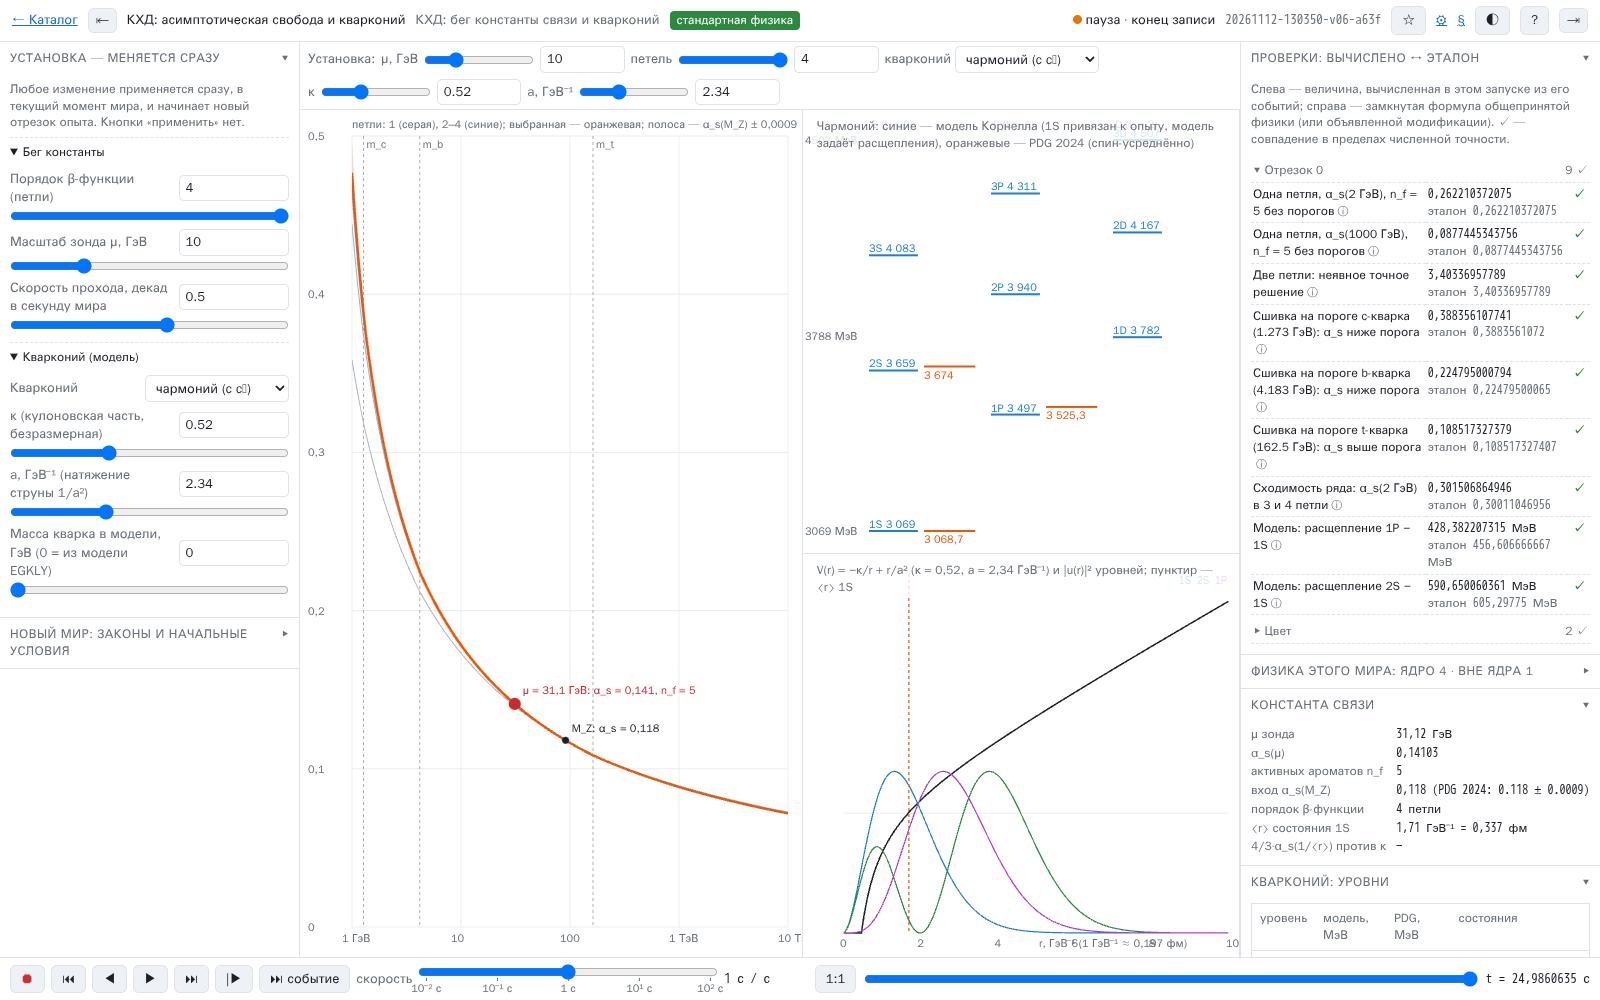 ← Каталог
КХД: асимптотическая свобода и кварконий
КХД: бег константы связи и кварконий
стандартная физика
пауза · конец записи
20261112-130350-v06-a63f
УСТАНОВКА — МЕНЯЕТСЯ СРАЗУ
Любое изменение применяется сразу, в
текущий момент мира, и начинает новый
отрезок опыта. Кнопки «применить» нет.
▼ Бег константы
Порядок β-функции
(петли)
4
Масштаб зонда μ, ГэВ
10
Скорость прохода, декад
в секунду мира
0.5
▼ Кварконий (модель)
Кварконий
чармоний (c c̄)
κ (кулоновская часть,
безразмерная)
0.52
a, ГэВ⁻¹ (натяжение
струны 1/a²)
2.34
Масса кварка в модели,
ГэВ (0 = из модели
EGKLY)
0
НОВЫЙ МИР: ЗАКОНЫ И НАЧАЛЬНЫЕ
УСЛОВИЯ
Установка: μ, ГэВ 10 петель 4 кварконий чармоний (c c̄)
κ 0.52 a, ГэВ⁻¹ 2.34
петли: 1 (серая), 2–4 (синие); выбранная — оранжевая; полоса — α_s(M_Z) ± 0,0009
0,5
m_c
m_b
m_t
0,4
0,3
0,2
μ = 31,1 ГэВ: α_s = 0,141, n_f = 5
M_Z: α_s = 0,118
0,1
0
1 ГэВ
10
100
1 ТэВ
10 Т
Чармоний: синие — модель Корнелла (1S привязан к опыту, модель
задаёт расщепления), оранжевые — PDG 2024 (спин-усреднённо)
3P 4 311
2D 4 167
3S 4 083
2P 3 940
3788 МэВ
1D 3 782
2S 3 659
3 674
1P 3 497
3 525,3
3069 МэВ
1S 3 069
3 068,7
V(r) = −κ/r + r/a² (κ = 0,52, a = 2,34 ГэВ⁻¹) и |u(r)|² уровней; пунктир —
⟨r⟩ 1S
1S 2S 1P
0
2
4
6
8
10
r, ГэВ⁻¹ (1 ГэВ⁻¹ ≈ 0,197 фм)
ПРОВЕРКИ: ВЫЧИСЛЕНО ↔ ЭТАЛОН
Слева — величина, вычисленная в этом запуске из его
событий; справа — замкнутая формула общепринятой
физики (или объявленной модификации). ✓ —
совпадение в пределах численной точности.
▾ Отрезок 0
9 ✓
Одна петля, α_s(2 ГэВ), n_f =
5 без порогов ⓘ
0,262210372075 ✓
эталон 0,262210372075
Одна петля, α_s(1000 ГэВ),
n_f = 5 без порогов ⓘ
0,0877445343756 ✓
эталон 0,0877445343756
Две петли: неявное точное
решение ⓘ
3,40336957789 ✓
эталон 3,40336957789
Сшивка на пороге c-кварка
(1.273 ГэВ): α_s ниже порога
ⓘ
0,388356107741 ✓
эталон 0,3883561072
Сшивка на пороге b-кварка
(4.183 ГэВ): α_s ниже порога
ⓘ
0,224795000794 ✓
эталон 0,22479500065
Сшивка на пороге t-кварка
(162.5 ГэВ): α_s выше порога
ⓘ
0,108517327379 ✓
эталон 0,108517327407
Сходимость ряда: α_s(2 ГэВ)
в 3 и 4 петли ⓘ
0,301506864946 ✓
эталон 0,30011046956
Модель: расщепление 1P −
1S ⓘ
428,382207315 МэВ ✓
эталон 456,606666667
МэВ
Модель: расщепление 2S −
1S ⓘ
590,650060361 МэВ ✓
эталон 605,29775 МэВ
▸ Цвет
2 ✓
ФИЗИКА ЭТОГО МИРА: ЯДРО 4 · ВНЕ ЯДРА 1
КОНСТАНТА СВЯЗИ
μ зонда 31,12 ГэВ
α_s(μ) 0,14103
активных ароматов n_f 5
вход α_s(M_Z) 0,118 (PDG 2024: 0.118 ± 0.0009)
порядок β-функции 4 петли
⟨r⟩ состояния 1S 1,71 ГэВ⁻¹ = 0,337 фм
4/3·α_s(1/⟨r⟩) против κ —
КВАРКОНИЙ: УРОВНИ
уровень
модель,
МэВ
PDG,
МэВ
состояния
⏭ событие
скорость
10⁻² с
10⁻¹ с
1 с
10¹ с
10² с
1 с / с
1:1
t = 24,9860635 с